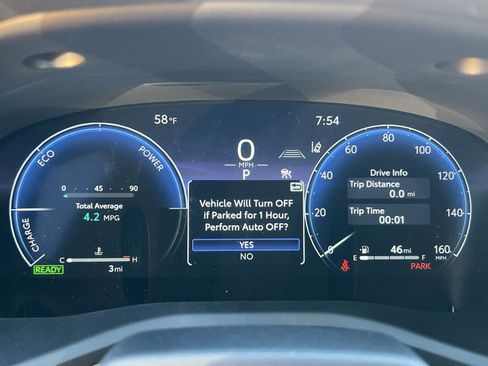 58 °F
7:54
ECO
POWER
CHARGE
0 45 90
Total Average
4.2 MPG
C H
READY
3 mi
0
MPH
P
Vehicle Will Turn OFF
if Parked for 1 Hour,
Perform Auto OFF?
YES
NO
0 20 40 60 80 100 120 140 160
MPH
Drive Info
Trip Distance
0.0 mi
Trip Time
00:01
46 mi
E F
PARK